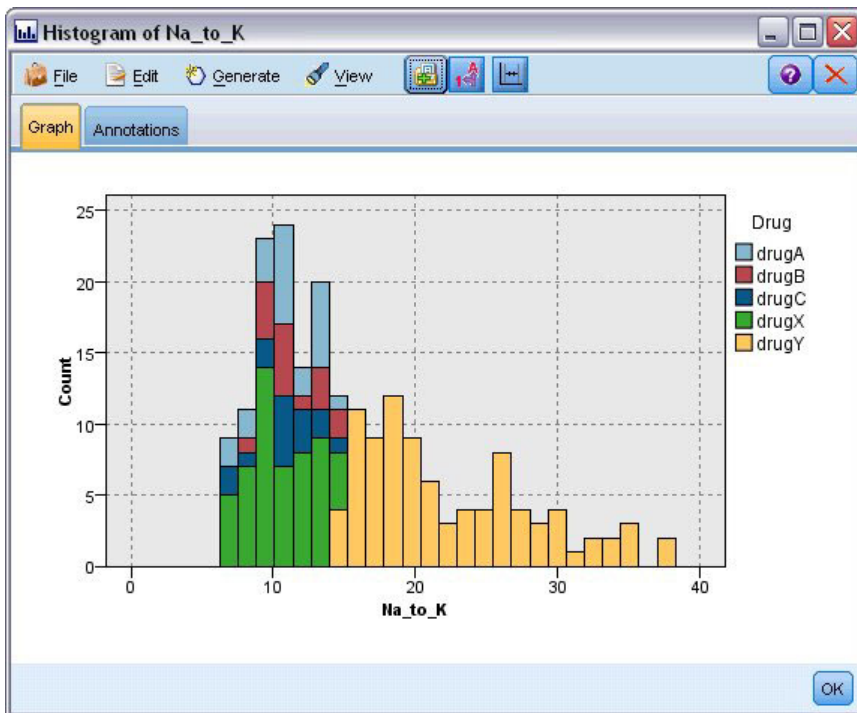 Histogram of Na_to_K
File Edit Generate View
Graph Annotations
25
20
15
10
5
0
Count
0 10 20 30 40
Na_to_K
Drug
drugA
drugB
drugC
drugX
drugY
OK